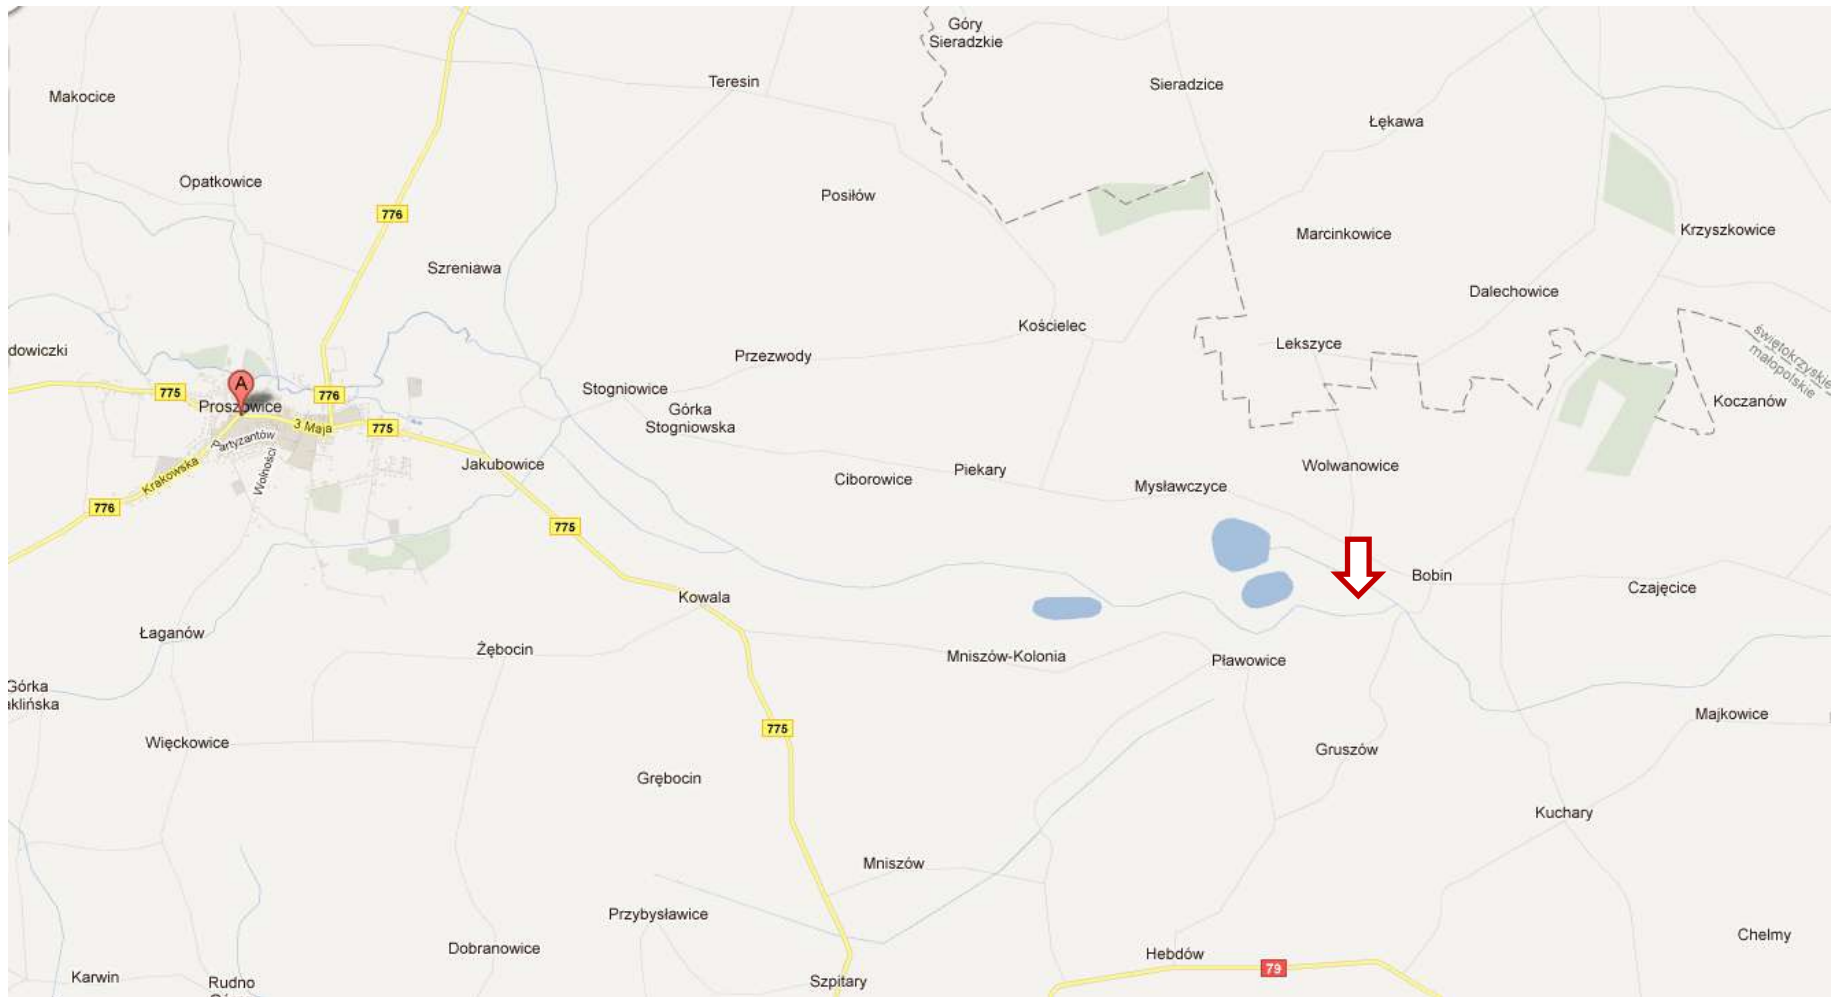 Góry
Sieradzkie
Teresin
Sieradzice
Makocice
Łękawa
Opatkowice
Posiłów
776
Marcinkowice
Krzyszkowice
Szreniawa
Dalechowice
Kościelec
dowiczki
Przezwody
Lekszyce
świętokrzyskie
małopolskie
775
A
Stogniowice
776
Koczanów
Proszowice
Górka
Stogniowska
3 Maja
775
Partyzantów
Jakubowice
Piekary
Wolwanowice
Krakowska
Wolności
Ciborowice
Mysławczyce
776
775
Bobin
Czajęcice
Kowala
Łaganów
Żębocin
Mniszów-Kolonia
Pławowice
Górka
aklińska
Majkowice
775
Więckowice
Gruszów
Grębocin
Kuchary
Mniszów
Przybysławice
Chelmy
Dobranowice
Hebdów
79
Karwin
Rudno
Szpitary